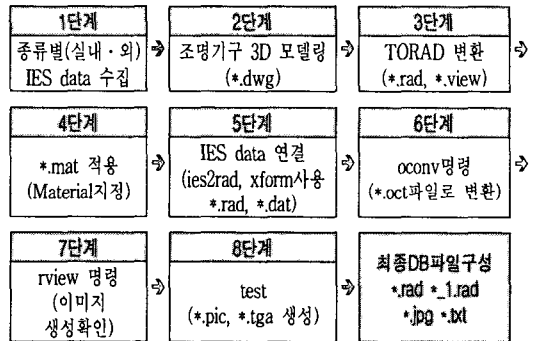 1단계
종류별(실내·외)
IES data 수집
2단계
조명기구 3D 모델링
(*.dwg)
3단계
TORAD 변환
(*.rad, *.view)
4단계
*.mat 적용
(Material지정)
5단계
IES data 연결
(ies2rad, xform사용
*.rad, *.dat)
6단계
oconv명령
(*.oct파일로 변환)
7단계
rview 명령
(이미지
생성확인)
8단계
test
(*.pic, *.tga 생성)
최종DB파일구성
*.rad *_1.rad
*.jpg *.txt